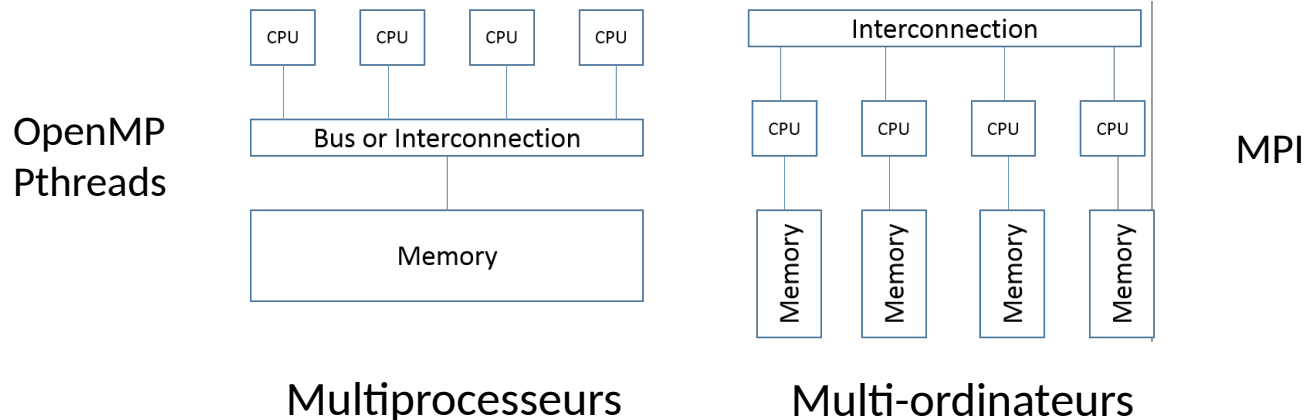 CPU CPU CPU CPU
Bus or Interconnection
Memory
OpenMP
Pthreads
Multiprocesseurs
Interconnection
CPU CPU CPU CPU
Memory Memory Memory Memory
MPI
Multi-ordinateurs